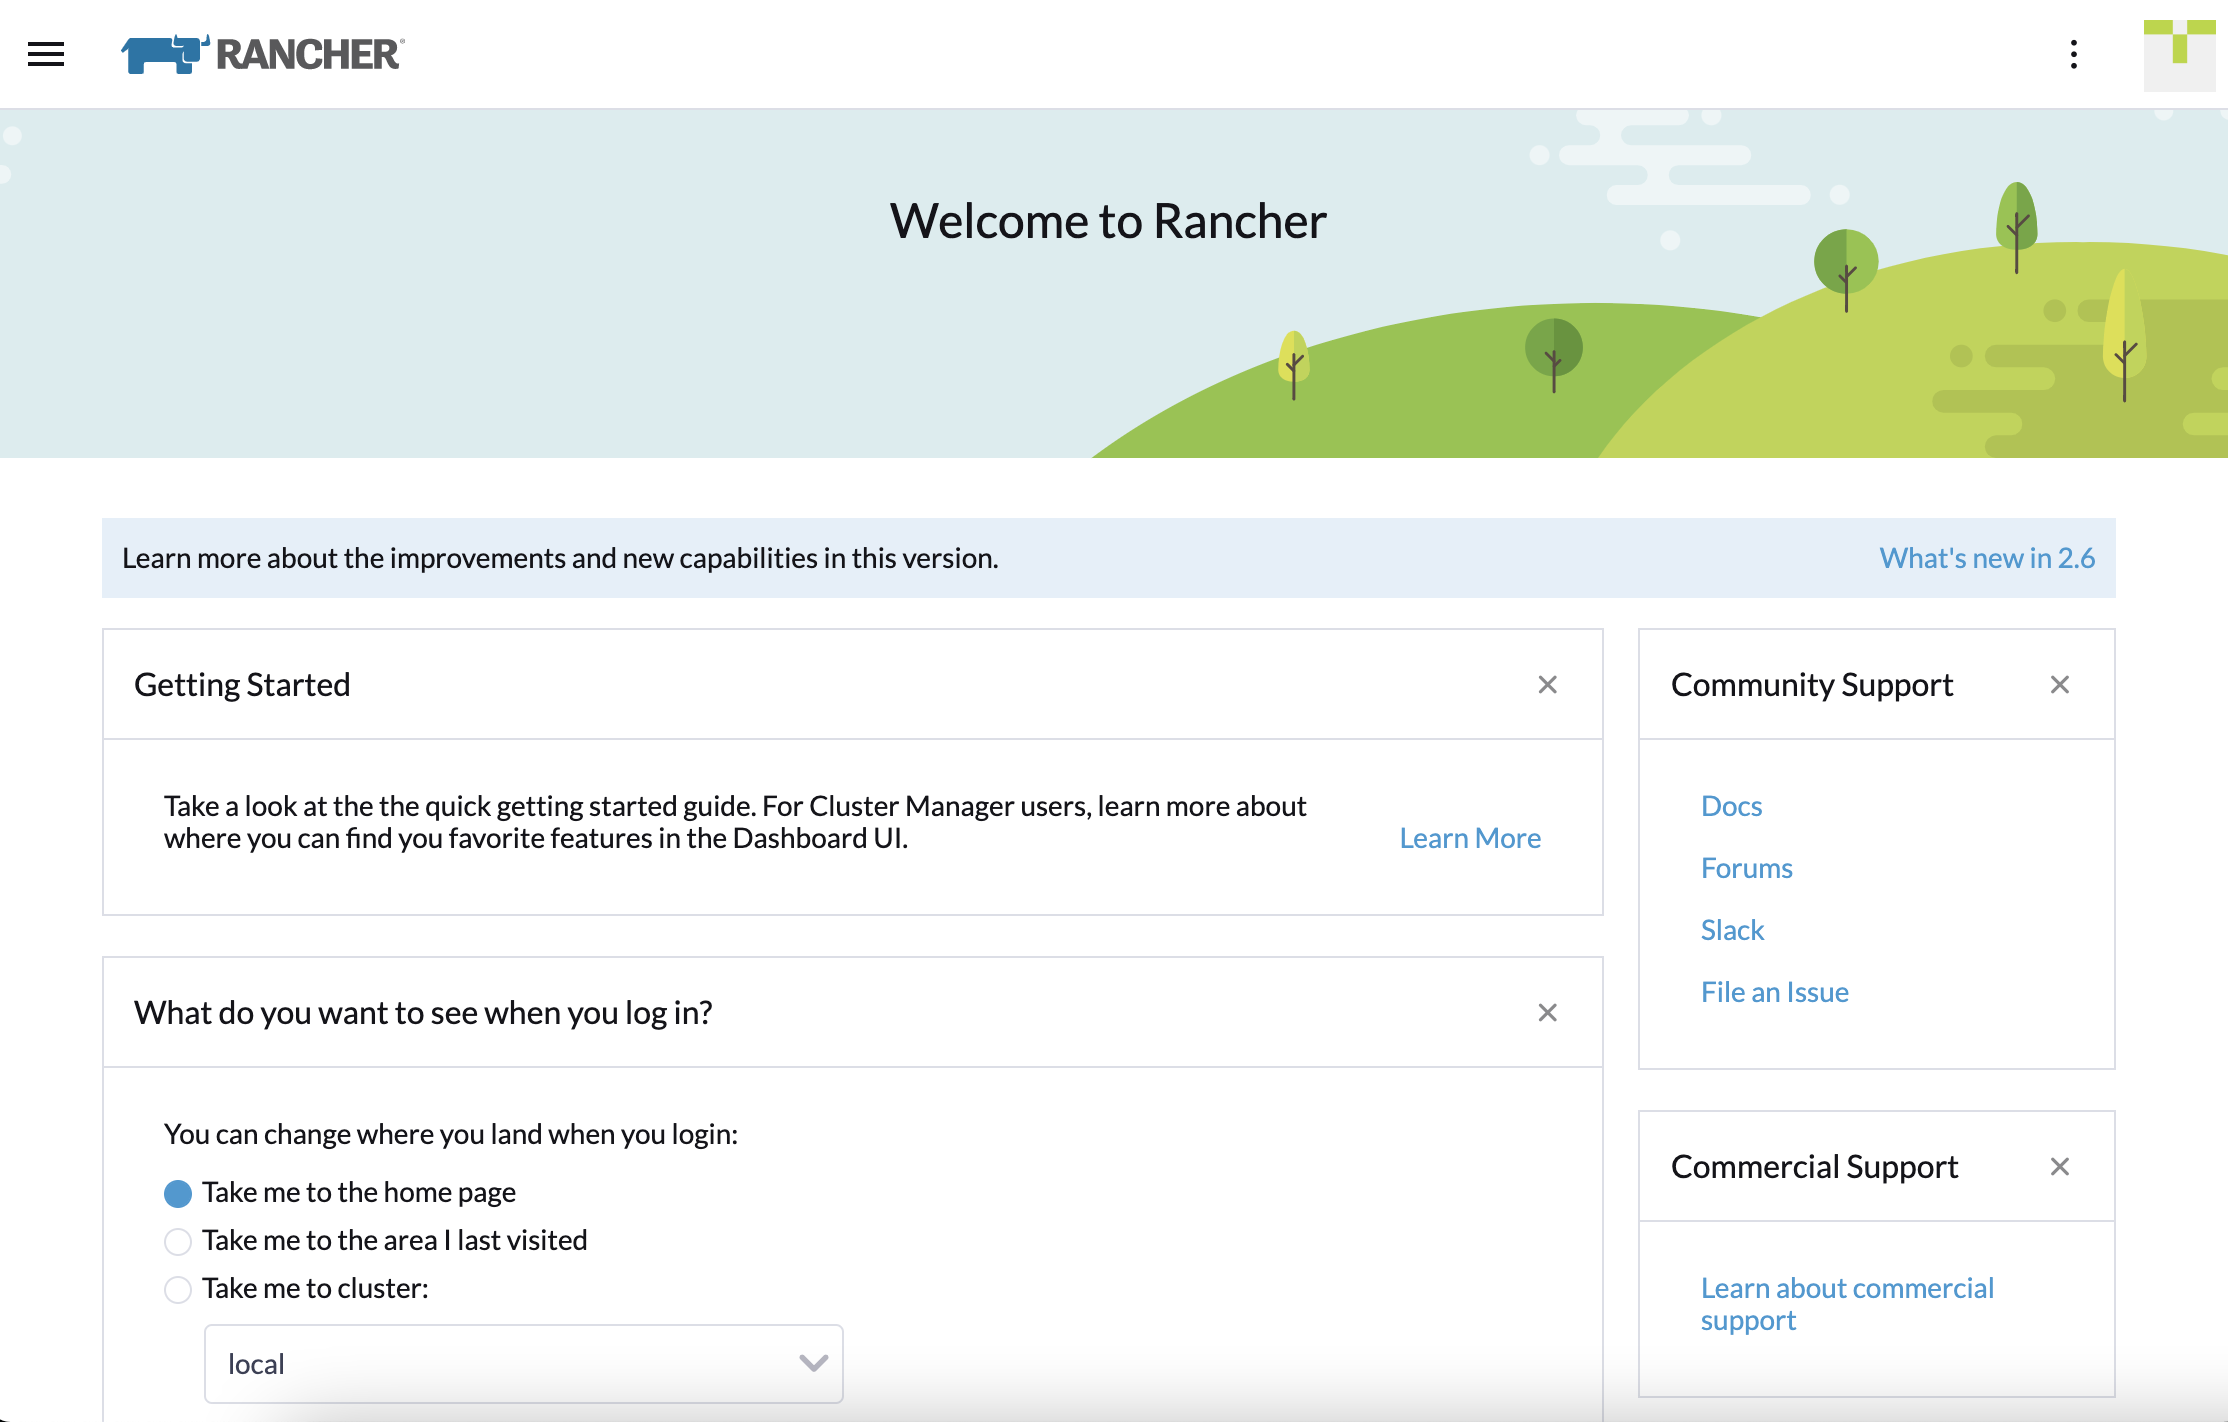 RANCHER®
Welcome to Rancher
Learn more about the improvements and new capabilities in this version.
What's new in 2.6
Getting Started
Take a look at the the quick getting started guide. For Cluster Manager users, learn more about
where you can find you favorite features in the Dashboard UI.
Learn More
What do you want to see when you log in?
You can change where you land when you login:
Take me to the home page
Take me to the area I last visited
Take me to cluster:
local
Community Support
Docs
Forums
Slack
File an Issue
Commercial Support
Learn about commercial
support